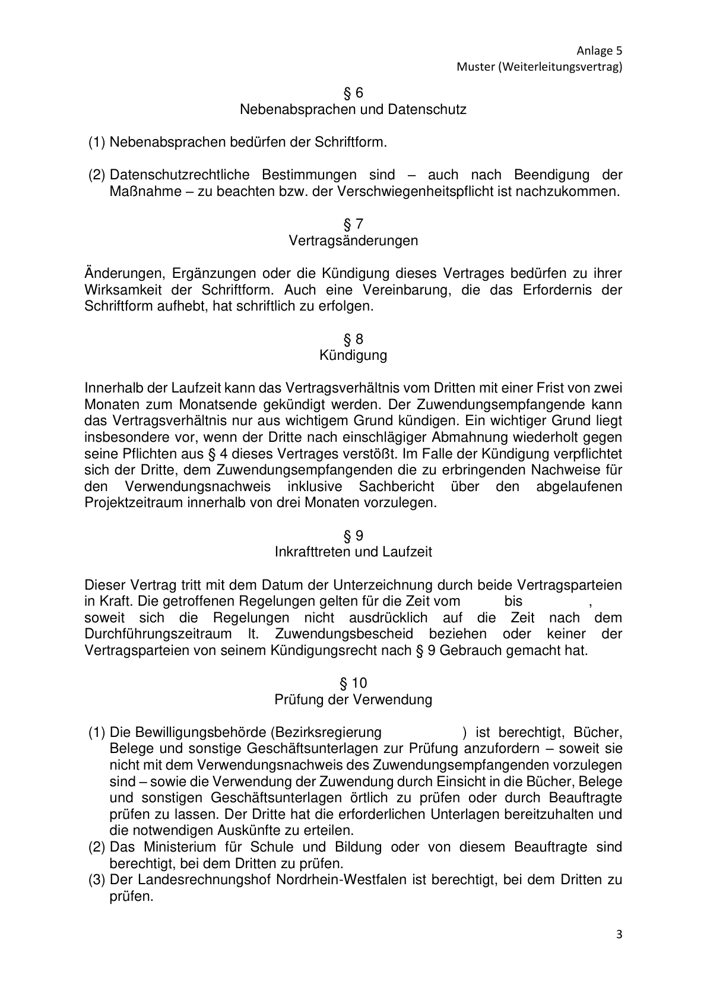 Anlage 5
Muster (Weiterleitungsvertrag)
§ 6
Nebenabsprachen und Datenschutz
(1) Nebenabsprachen bedürfen der Schriftform.
(2) Datenschutzrechtliche Bestimmungen sind – auch nach Beendigung der
Maßnahme – zu beachten bzw. der Verschwiegenheitspflicht ist nachzukommen.
§ 7
Vertragsänderungen
Änderungen, Ergänzungen oder die Kündigung dieses Vertrages bedürfen zu ihrer
Wirksamkeit der Schriftform. Auch eine Vereinbarung, die das Erfordernis der
Schriftform aufhebt, hat schriftlich zu erfolgen.
§ 8
Kündigung
Innerhalb der Laufzeit kann das Vertragsverhältnis vom Dritten mit einer Frist von zwei
Monaten zum Monatsende gekündigt werden. Der Zuwendungsempfangende kann
das Vertragsverhältnis nur aus wichtigem Grund kündigen. Ein wichtiger Grund liegt
insbesondere vor, wenn der Dritte nach einschlägiger Abmahnung wiederholt gegen
seine Pflichten aus § 4 dieses Vertrages verstößt. Im Falle der Kündigung verpflichtet
sich der Dritte, dem Zuwendungsempfangenden die zu erbringenden Nachweise für
den Verwendungsnachweis inklusive Sachbericht über den abgelaufenen
Projektzeitraum innerhalb von drei Monaten vorzulegen.
§ 9
Inkrafttreten und Laufzeit
Dieser Vertrag tritt mit dem Datum der Unterzeichnung durch beide Vertragsparteien
in Kraft. Die getroffenen Regelungen gelten für die Zeit vom bis ,
soweit sich die Regelungen nicht ausdrücklich auf die Zeit nach dem
Durchführungszeitraum lt. Zuwendungsbescheid beziehen oder keiner der
Vertragsparteien von seinem Kündigungsrecht nach § 9 Gebrauch gemacht hat.
§ 10
Prüfung der Verwendung
(1) Die Bewilligungsbehörde (Bezirksregierung ) ist berechtigt, Bücher,
Belege und sonstige Geschäftsunterlagen zur Prüfung anzufordern – soweit sie
nicht mit dem Verwendungsnachweis des Zuwendungsempfangenden vorzulegen
sind – sowie die Verwendung der Zuwendung durch Einsicht in die Bücher, Belege
und sonstigen Geschäftsunterlagen örtlich zu prüfen oder durch Beauftragte
prüfen zu lassen. Der Dritte hat die erforderlichen Unterlagen bereitzuhalten und
die notwendigen Auskünfte zu erteilen.
(2) Das Ministerium für Schule und Bildung oder von diesem Beauftragte sind
berechtigt, bei dem Dritten zu prüfen.
(3) Der Landesrechnungshof Nordrhein-Westfalen ist berechtigt, bei dem Dritten zu
prüfen.
3